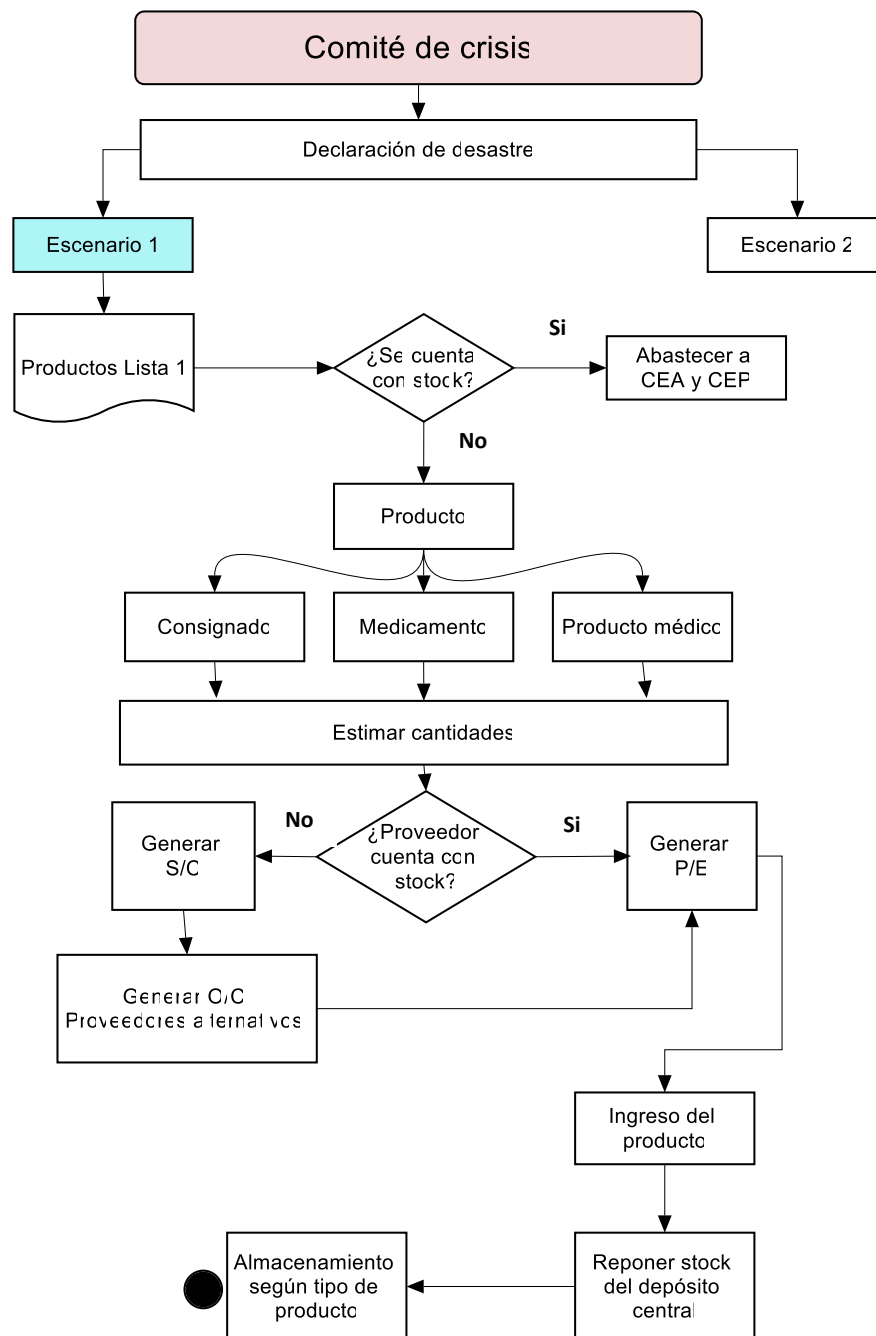 Comité de crisis
Declaración de desastre
Escenario 1
Escenario 2
Productos Lista 1
¿Se cuenta
con stock?
Si
Abastecer a
CEA y CEP
No
Producto
Consignado
Medicamento
Producto médico
Estimar cantidades
No
¿Proveedor
cuenta con
stock?
Si
Generar
S/C
Generar
P/E
Generar O/C
Proveedores alternativos
Ingreso del
producto
Almacenamiento
según tipo de
producto
Reponer stock
del depósito
central